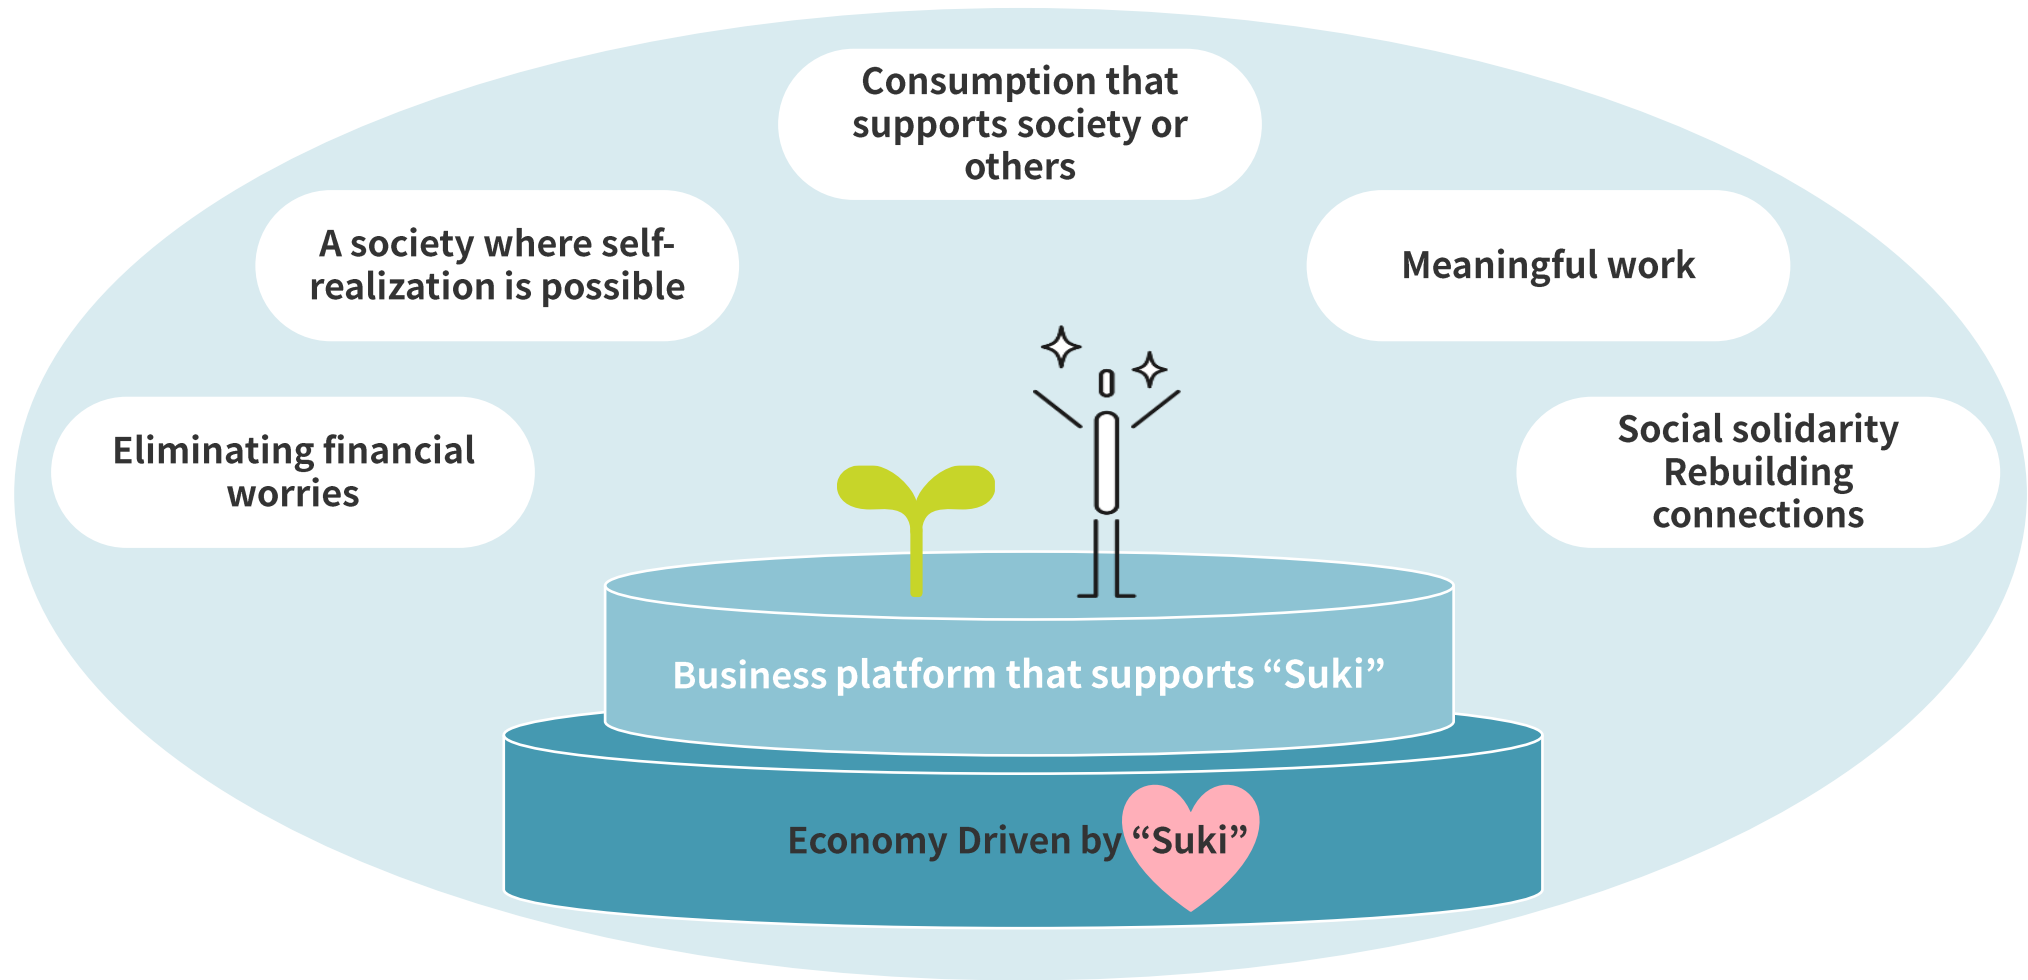 Consumption that
supports society or
others
A society where self-
realization is possible
Meaningful work
Eliminating financial
worries
Social solidarity
Rebuilding
connections
Business platform that supports “Suki”
Economy Driven by “Suki”